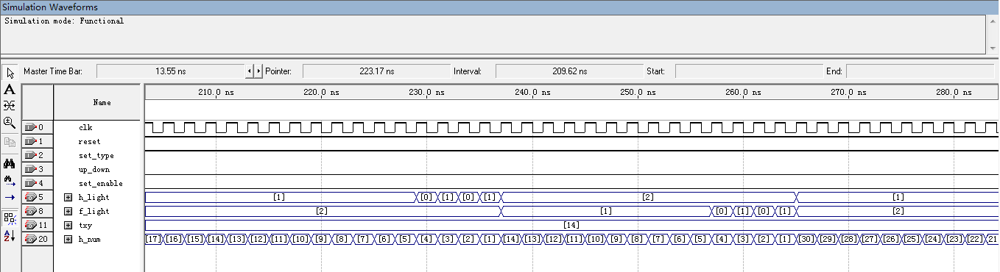 Simulation Waveforms
Simulation mode: Functional
Master Time Bar: 13.55 ns Pointer: 223.17 ns Interval: 209.62 ns Start: End:
Name 210.0 ns 220.0 ns 230.0 ns 240.0 ns 250.0 ns 260.0 ns 270.0 ns 280.0 ns
0 clk
1 reset
2 set_type
3 up_down
4 set_enable
5 h_light [1] [0] [1] [0] [1] [2] [1]
8 f_light [2] [1] [0] [1] [0] [1] [2]
11 txy [14]
20 h_num [17] [16] [15] [14] [13] [12] [11] [10] [9] [8] [7] [6] [5] [4] [3] [2] [1] [14] [13] [12] [11] [10] [9] [8] [7] [6] [5] [4] [3] [2] [1] [30] [29] [28] [27] [26] [25] [24] [23] [22] [21